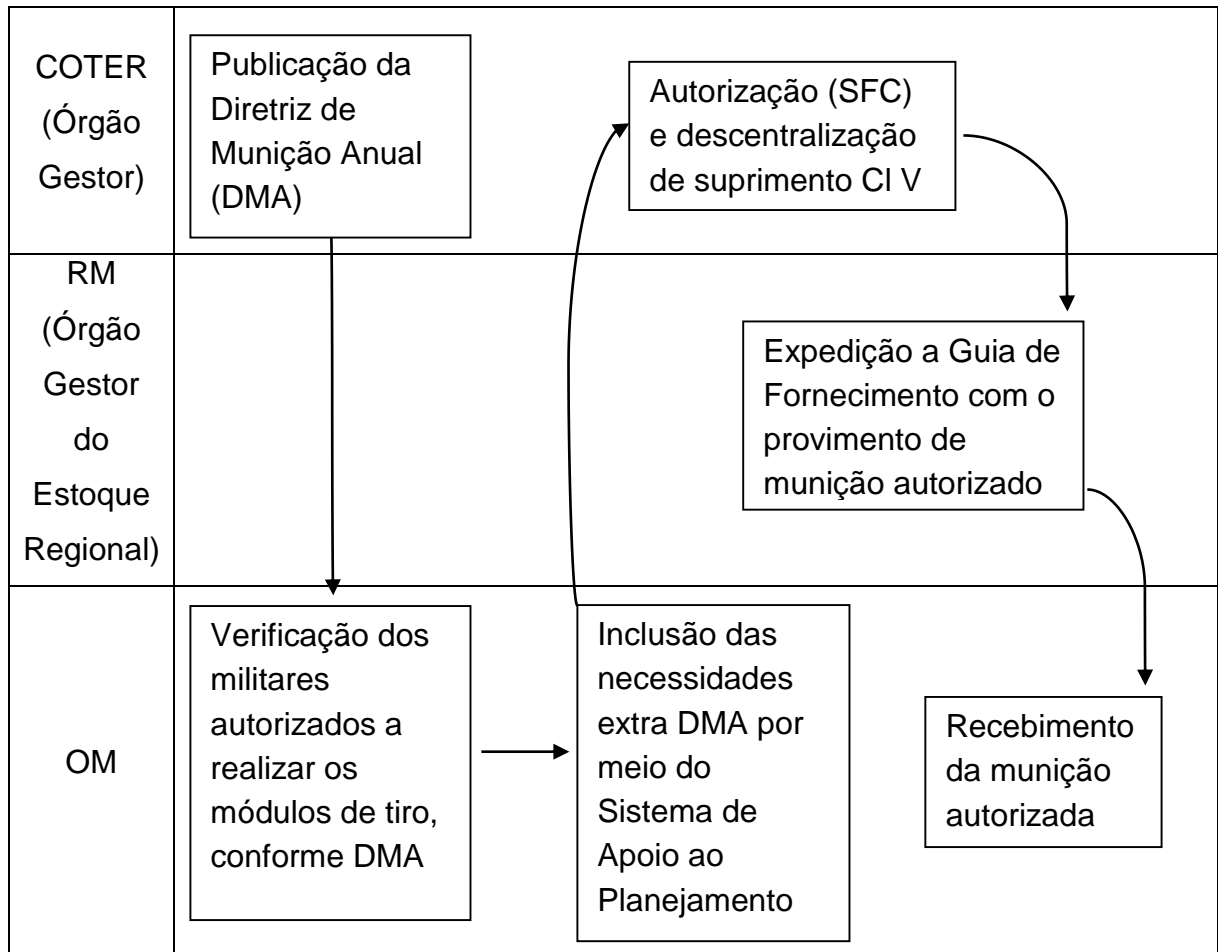 COTER
(Órgão
Gestor)
Publicação da
Diretriz de
Munição Anual
(DMA)
Autorização (SFC)
e descentralização
de suprimento Cl V
RM
(Órgão
Gestor
do
Estoque
Regional)
Expedição a Guia de
Fornecimento com o
provimento de
munição autorizado
OM
Verificação dos
militares
autorizados a
realizar os
módulos de tiro,
conforme DMA
Inclusão das
necessidades
extra DMA por
meio do
Sistema de
Apoio ao
Planejamento
Recebimento
da munição
autorizada